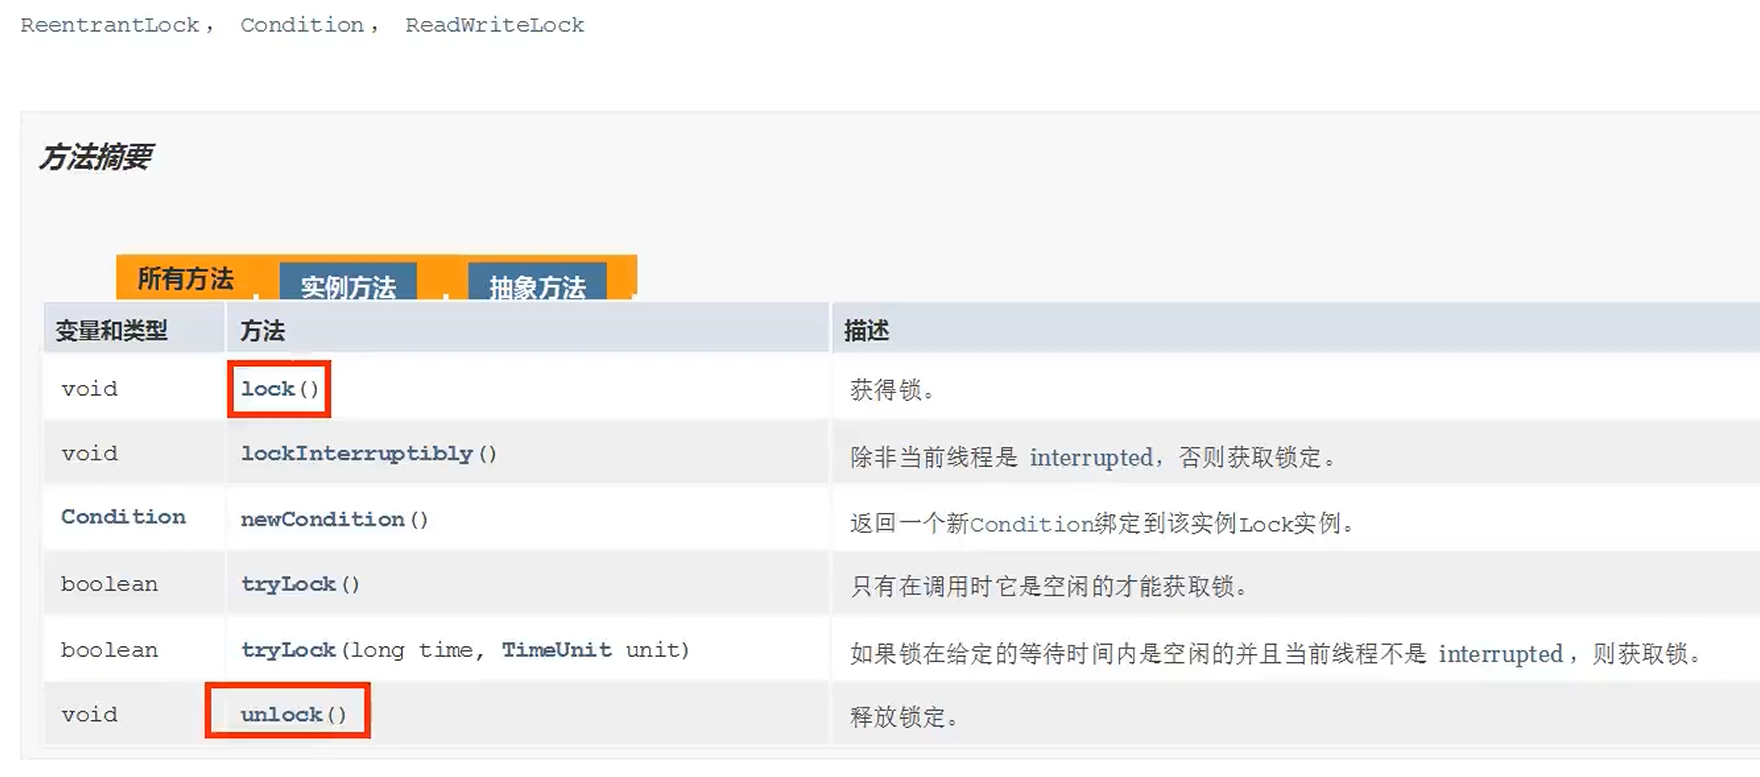 ReentrantLock， Condition， ReadWriteLock
方法摘要
所有方法 实例方法 抽象方法
变量和类型 方法 描述
void lock() 获得锁。
void lockInterruptibly() 除非当前线程是 interrupted，否则获取锁定。
Condition newCondition() 返回一个新Condition绑定到该实例Lock实例。
boolean tryLock() 只有在调用时它是空闲的才能获取锁。
boolean tryLock(long time, TimeUnit unit) 如果锁在给定的等待时间内是空闲的并且当前线程不是 interrupted，则获取锁。
void unlock() 释放锁定。